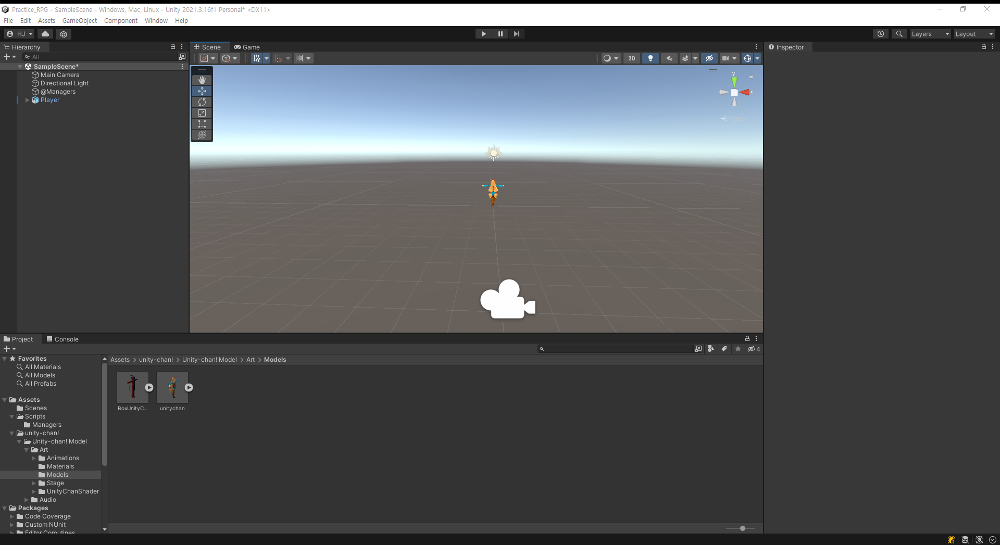 Practice_RPG - SampleScene - Windows, Mac, Linux - Unity 2021.3.16f1 Personal* <DX11>
File Edit Assets GameObject Component Window Help
HJ
Layers
Layout
Hierarchy
All
SampleScene*
Main Camera
Directional Light
@Managers
Player
Scene
Game
2D
y
x
Persp
Inspector
Project
Console
4
Favorites
All Materials
All Models
All Prefabs
Assets
Scenes
Scripts
Managers
unity-chan!
Unity-chan! Model
Art
Animations
Materials
Models
Stage
UnityChanShader
Audio
Packages
Code Coverage
Custom NUnit
Editor Coroutines
Assets > unity-chan! > Unity-chan! Model > Art > Models
BoxUnityC...
unitychan